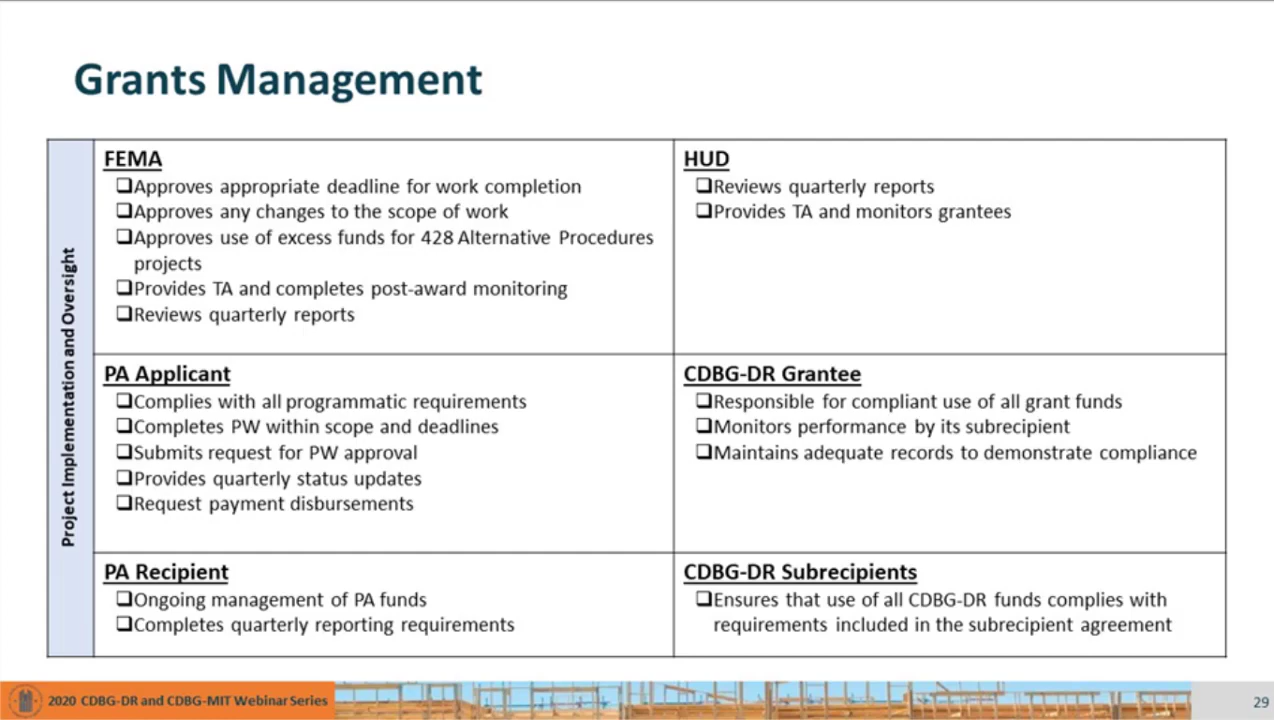 Grants Management
Project Implementation and Oversight
FEMA
❑Approves appropriate deadline for work completion
❑Approves any changes to the scope of work
❑Approves use of excess funds for 428 Alternative Procedures
projects
❑Provides TA and completes post-award monitoring
❑Reviews quarterly reports
HUD
❑Reviews quarterly reports
❑Provides TA and monitors grantees
PA Applicant
❑Complies with all programmatic requirements
❑Completes PW within scope and deadlines
❑Submits request for PW approval
❑Provides quarterly status updates
❑Request payment disbursements
CDBG-DR Grantee
❑Responsible for compliant use of all grant funds
❑Monitors performance by its subrecipient
❑Maintains adequate records to demonstrate compliance
PA Recipient
❑Ongoing management of PA funds
❑Completes quarterly reporting requirements
CDBG-DR Subrecipients
❑Ensures that use of all CDBG-DR funds complies with
requirements included in the subrecipient agreement
2020 CDBG-DR and CDBG-MIT Webinar Series
29